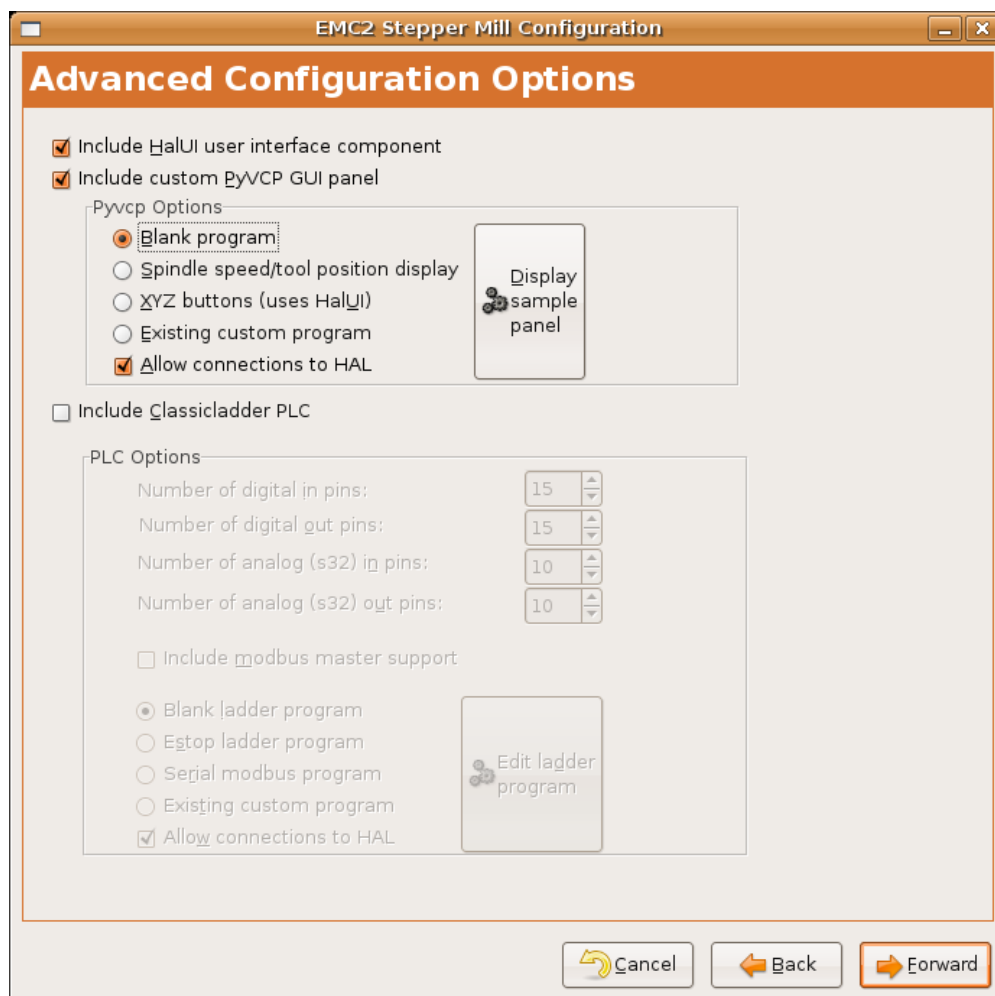 EMC2 Stepper Mill Configuration
Advanced Configuration Options
Include HalUI user interface component
Include custom PyVCP GUI panel
Pyvcp Options
Blank program
Spindle speed/tool position display
XYZ buttons (uses HalUI)
Existing custom program
Allow connections to HAL
Display
sample
panel
Include Classicladder PLC
PLC Options
Number of digital in pins: 15
Number of digital out pins: 15
Number of analog (s32) in pins: 10
Number of analog (s32) out pins: 10
Include modbus master support
Blank ladder program
Estop ladder program
Serial modbus program
Existing custom program
Allow connections to HAL
Edit ladder
program
Cancel Back Forward